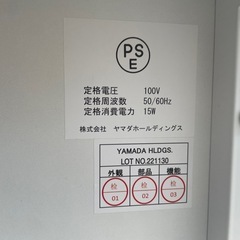 PS
E
定格電圧 100V
定格周波数 50/60Hz
定格消費電力 15W
株式会社 ヤマダホールディングス
YAMADA HLDGS.
LOT NO.221130
外観 部品 機能
検 検 検
01 02 03